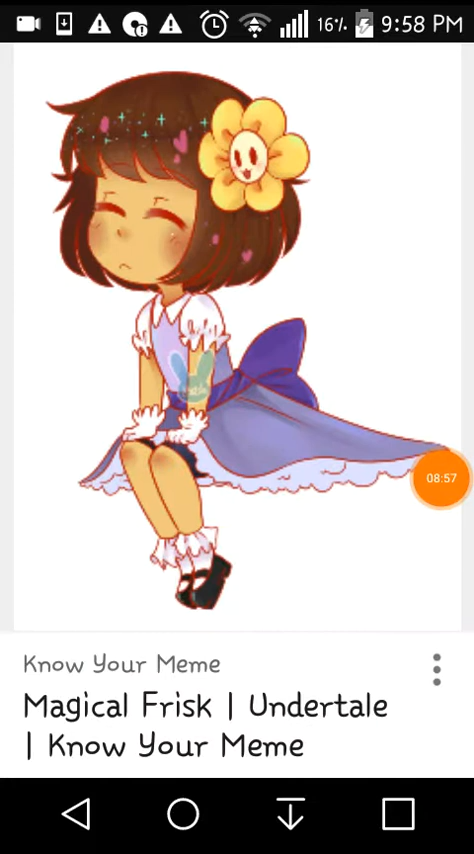 16% 9:58 PM
08:57
Know Your Meme
Magical Frisk | Undertale
| Know Your Meme